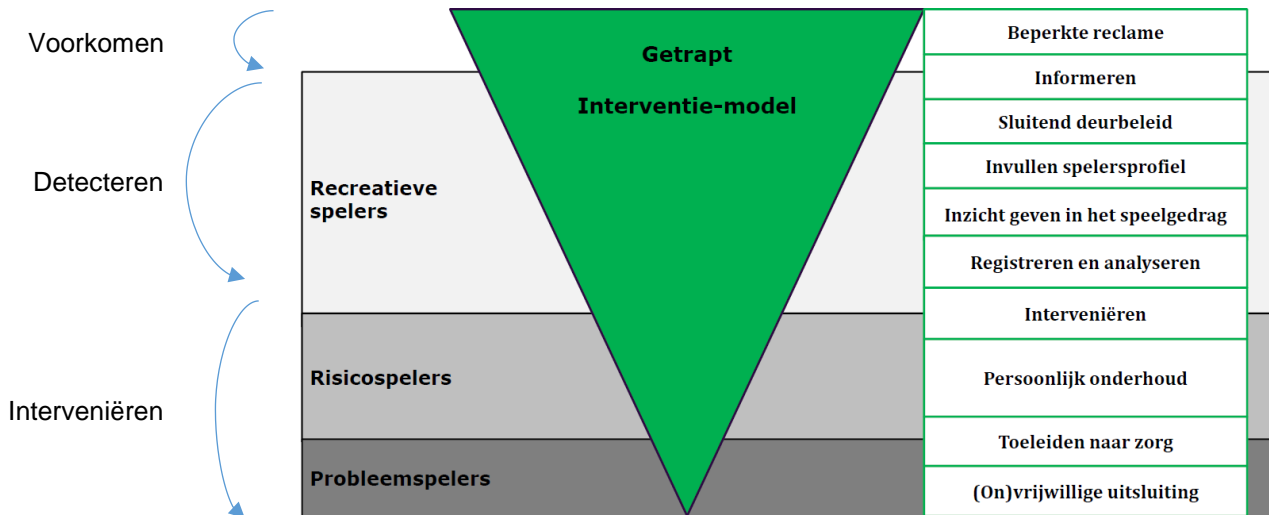 Voorkomen
Detecteren
Interveniëren
Getrapt
Interventie-model
Recreatieve
spelers
Risicospelers
Probleemspelers
Beperkte reclame
Informeren
Sluitend deurbeleid
Invullen spelersprofiel
Inzicht geven in het speelgedrag
Registreren en analyseren
Interveniëren
Persoonlijk onderhoud
Toeleiden naar zorg
(On)vrijwillige uitsluiting